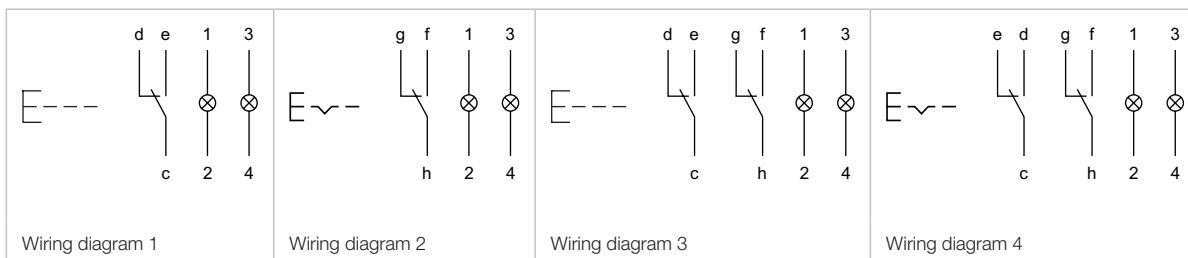 d e 1 3 g f 1 3 d e g f 1 3 e d g f 1 3
c 2 4 h 2 4 c h 2 4 c h 2 4
Wiring diagram 1 Wiring diagram 2 Wiring diagram 3 Wiring diagram 4